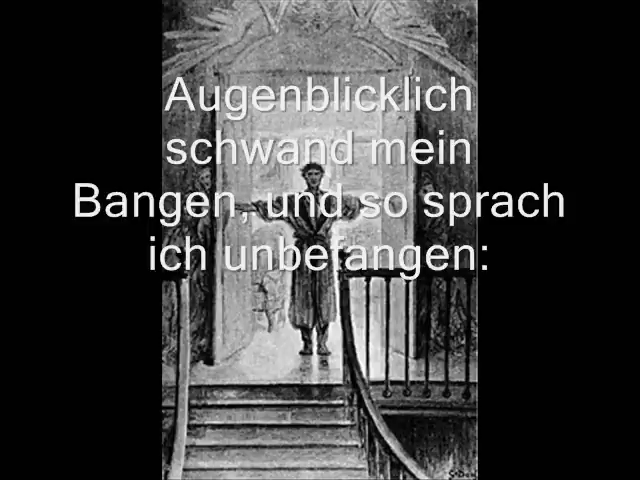 Augenblicklich
schwand mein
Bangen, und so sprach
ich unbefangen: